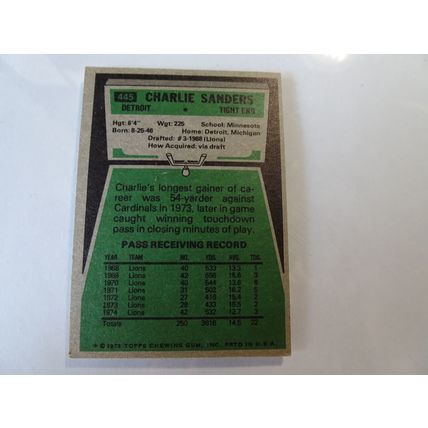 445 CHARLIE SANDERS
DETROIT • TIGHT END
Hgt: 6'4" Wgt: 225 School: Minnesota
Born: 8-25-46 Home: Detroit, Michigan
Drafted: #3-1968 (Lions)
How Acquired: via draft
Charlie's longest gainer of ca-
reer was 54-yarder against
Cardinals in 1973, later in game
caught winning touchdown
pass in closing minutes of play.
PASS RECEIVING RECORD
YEAR TEAM NO. YDS. AVG. TDS.
1968 Lions 40 533 13.3 1
1969 Lions 42 656 15.6 3
1970 Lions 40 544 13.6 6
1971 Lions 31 502 16.2 5
1972 Lions 27 416 15.4 2
1973 Lions 28 433 15.5 2
1974 Lions 42 532 12.7 3
Totals 250 3616 14.5 22
* © 1975 TOPPS CHEWING GUM, INC. PRTD IN U.S.A.